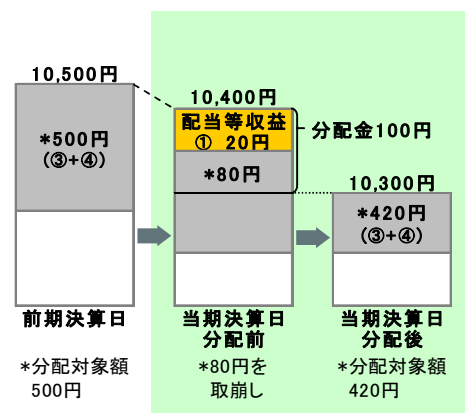 10,500円
*500円
(③+④)
前期決算日
*分配対象額
500円
10,400円
配当等収益
① 20円
*80円
分配金100円
当期決算日
分配前
*80円を
取崩し
10,300円
*420円
(③+④)
当期決算日
分配後
*分配対象額
420円